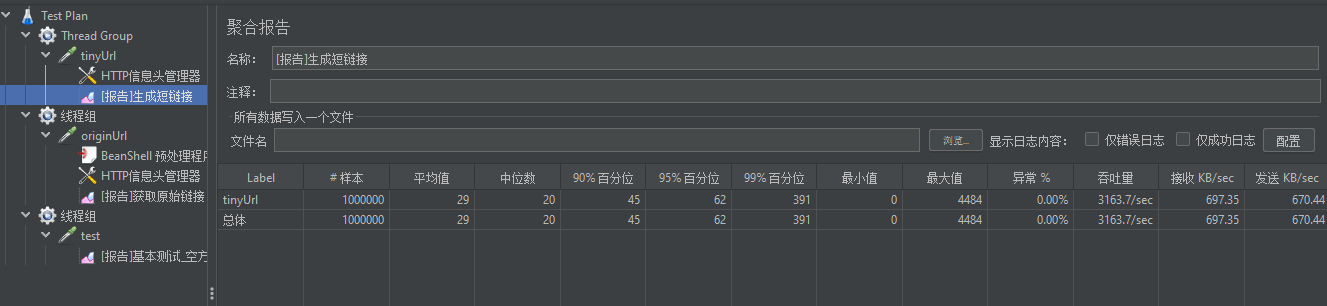 Test Plan
Thread Group
tinyUrl
HTTP信息头管理器
[报告]生成短链接
线程组
originUrl
BeanShell 预处理程序
HTTP信息头管理器
[报告]获取原始链接
线程组
test
[报告]基本测试_空方
聚合报告
名称： [报告]生成短链接
注释：
所有数据写入一个文件
文件名 浏览... 显示日志内容： 仅错误日志 仅成功日志 配置
Label # 样本 平均值 中位数 90% 百分位 95% 百分位 99% 百分位 最小值 最大值 异常 % 吞吐量 接收 KB/sec 发送 KB/sec
tinyUrl 1000000 29 20 45 62 391 0 4484 0.00% 3163.7/sec 697.35 670.44
总体 1000000 29 20 45 62 391 0 4484 0.00% 3163.7/sec 697.35 670.44